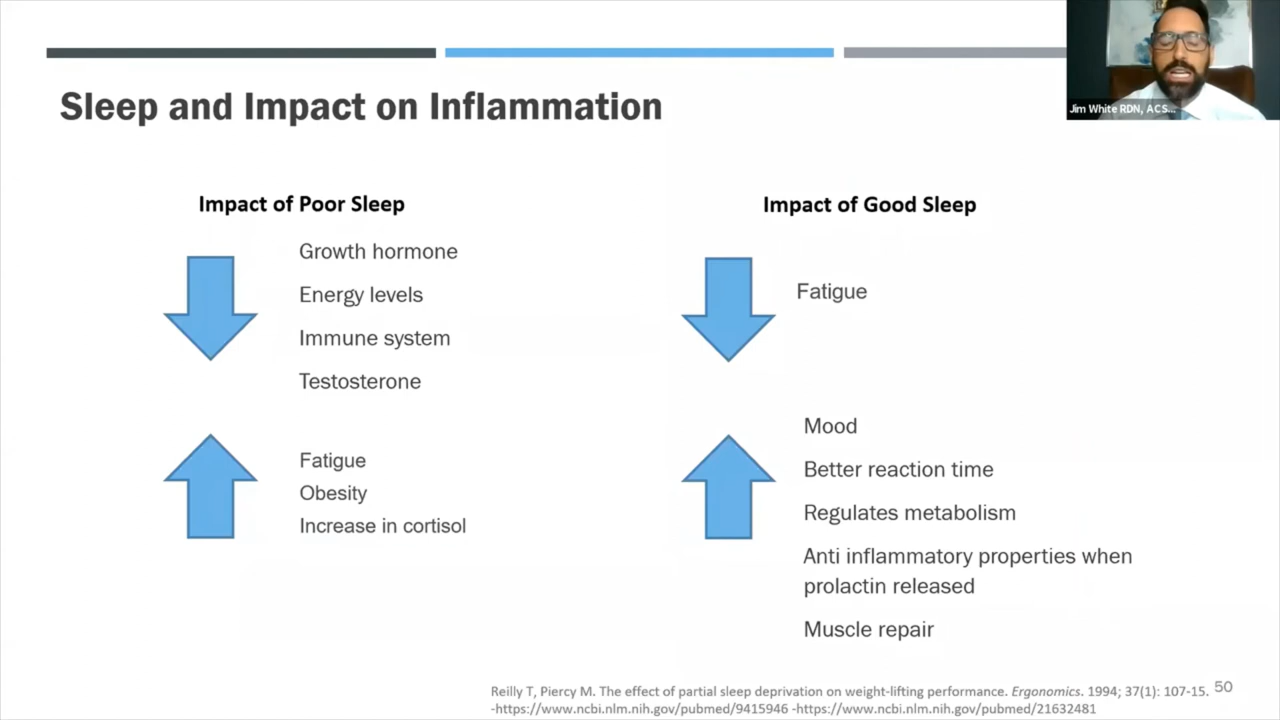 Jim White RDN, ACS...
Sleep and Impact on Inflammation
Impact of Poor Sleep
Growth hormone
Energy levels
Immune system
Testosterone
Fatigue
Obesity
Increase in cortisol
Impact of Good Sleep
Fatigue
Mood
Better reaction time
Regulates metabolism
Anti inflammatory properties when
prolactin released
Muscle repair
Reilly T, Piercy M. The effect of partial sleep deprivation on weight-lifting performance. Ergonomics. 1994; 37(1): 107-15.
-https://www.ncbi.nlm.nih.gov/pubmed/9415946 -https://www.ncbi.nlm.nih.gov/pubmed/21632481
50